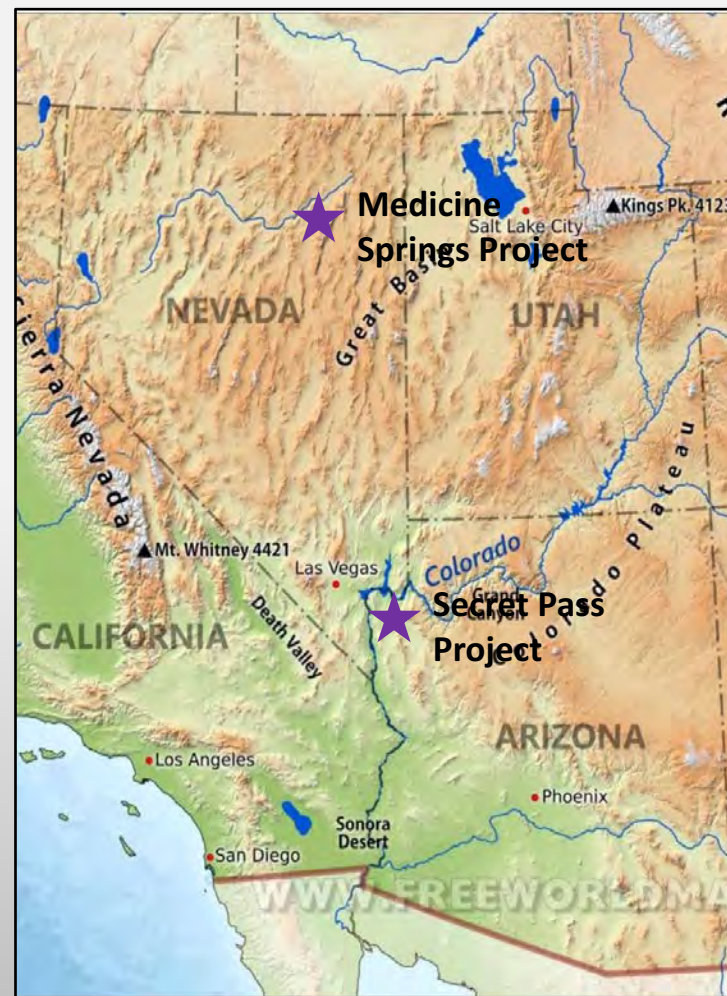 Medicine
Springs Project
Kings Pk. 4123
Salt Lake City
NEVADA
Great Basin
UTAH
Sierra Nevada
Mt. Whitney 4421
Las Vegas
Colorado
Colorado Plateau
Grand
Canyon
Secret Pass
Project
Death Valley
CALIFORNIA
ARIZONA
Los Angeles
Phoenix
Sonora
Desert
San Diego
WWW.FREEWORLDMA